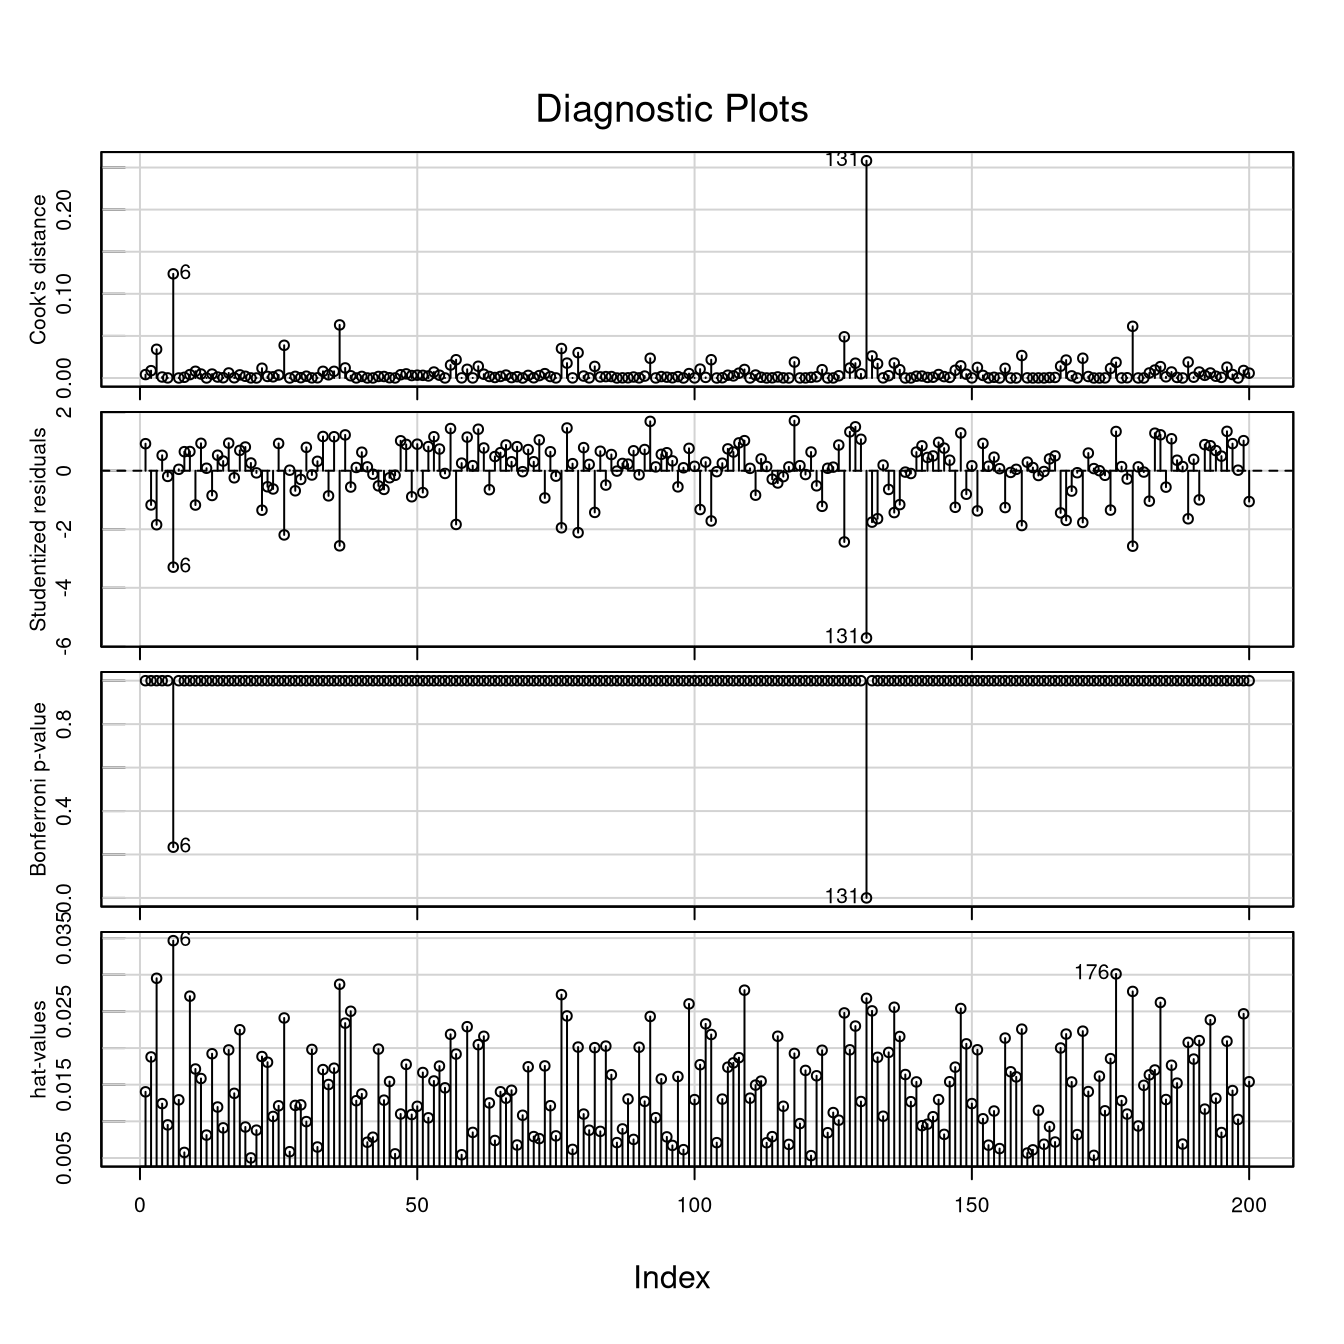 Diagnostic Plots
Cook's distance
0.00 0.10 0.20
6
131
Studentized residuals
-6 -4 -2 0 2
6
131
Bonferroni p-value
0.0 0.4 0.8
6
131
hat-values
0.005 0.015 0.025 0.035
6
176
0 50 100 150 200
Index